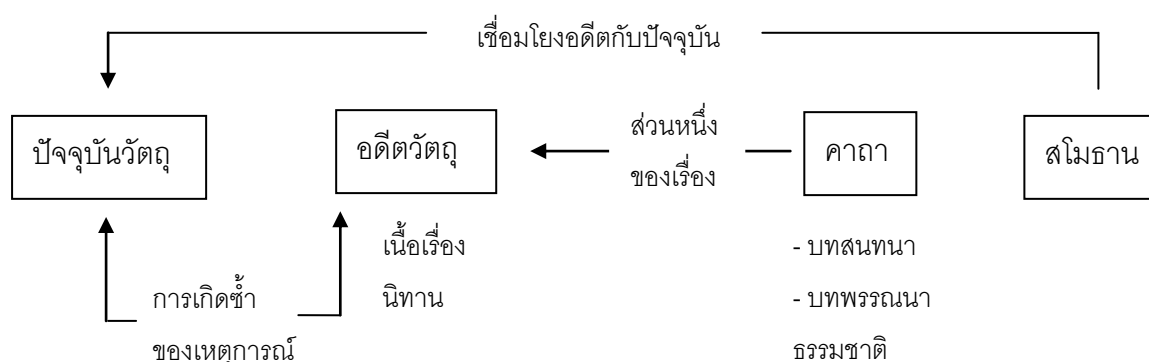 เชื่อมโยงอดีตกับปัจจุบัน
ปัจจุบันวัตถุ
อดีตวัตถุ
ส่วนหนึ่ง
ของเรื่อง
คาถา
สโมธาน
เนื้อเรื่อง
นิทาน
- บทสนทนา
- บทพรรณนา
ธรรมชาติ
การเกิดซ้ำ
ของเหตุการณ์